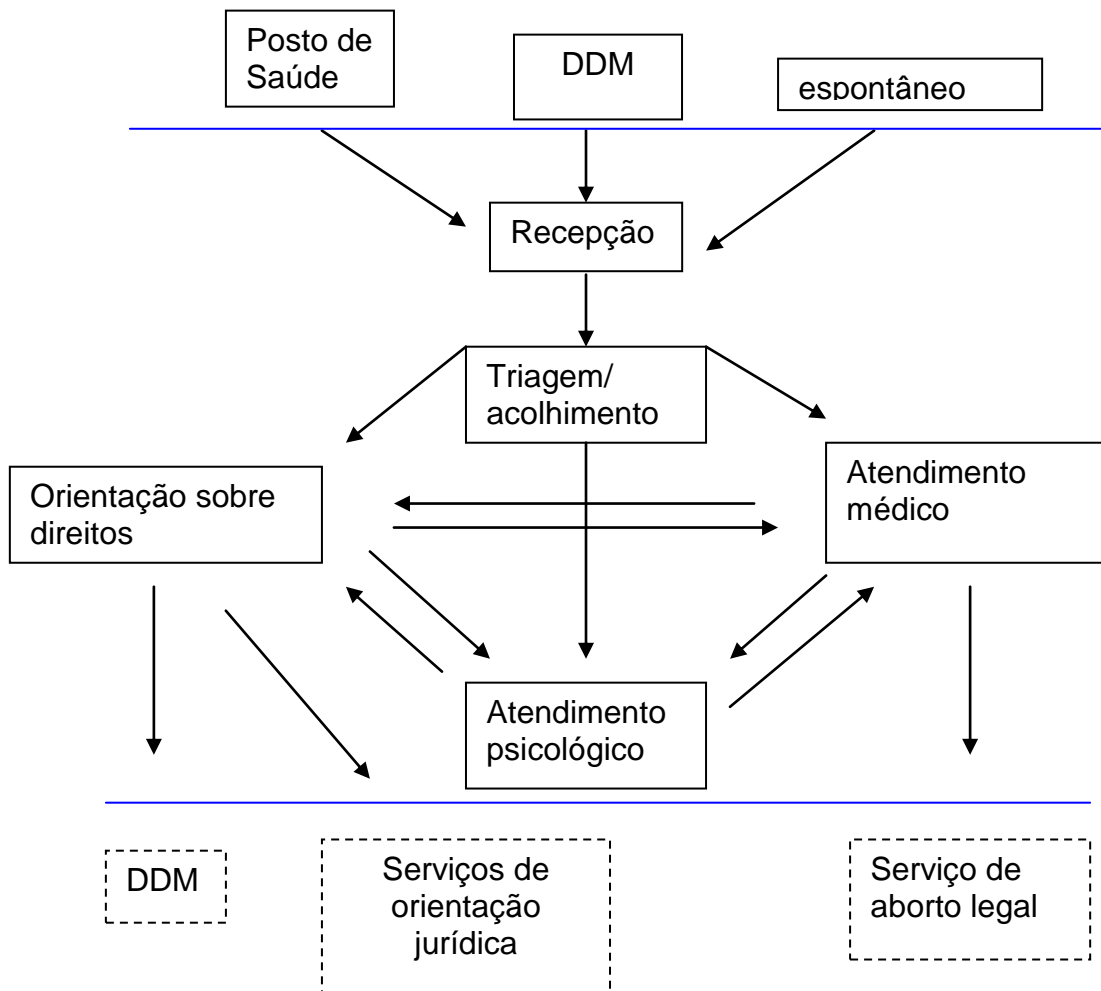 Posto de
Saúde
DDM
espontâneo
Recepção
Triagem/
acolhimento
Orientação sobre
direitos
Atendimento
médico
Atendimento
psicológico
DDM
Serviços de
orientação
jurídica
Serviço de
aborto legal